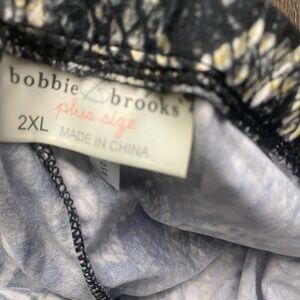 bobbie brooks
plus size
2XL
MADE IN CHINA